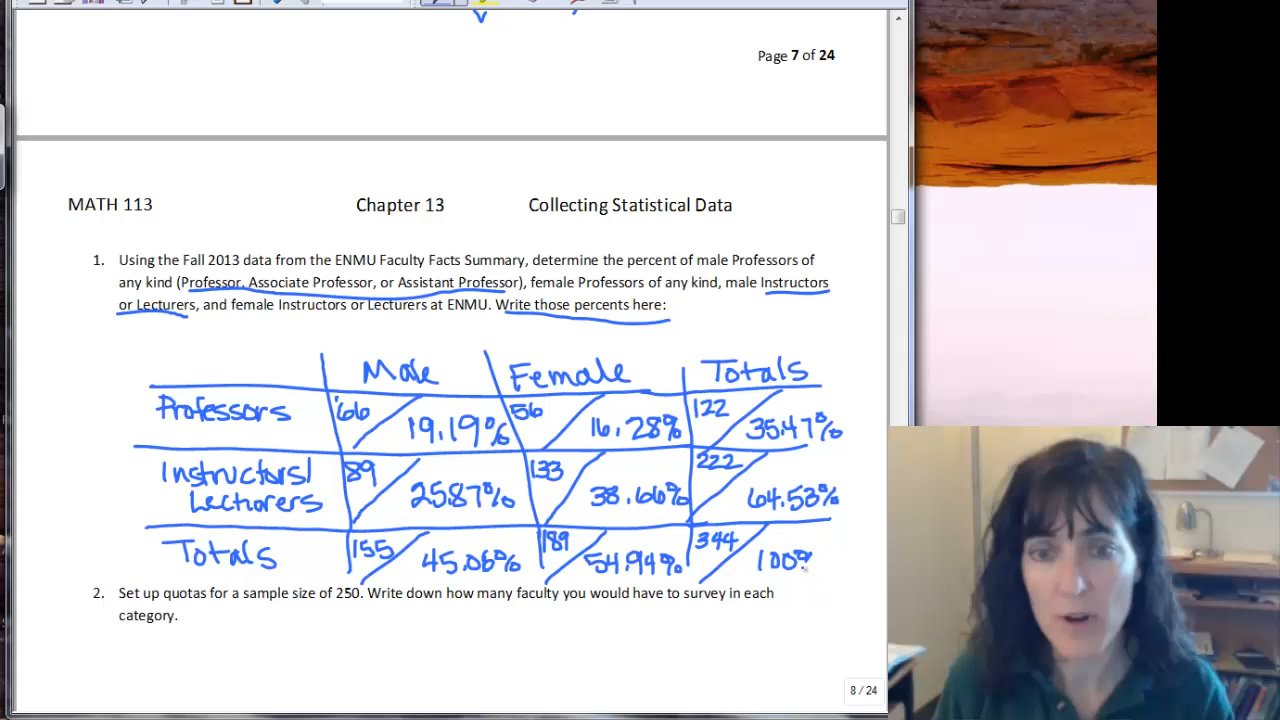 Page 7 of 24
MATH 113 Chapter 13 Collecting Statistical Data
1. Using the Fall 2013 data from the ENMU Faculty Facts Summary, determine the percent of male Professors of
any kind (Professor, Associate Professor, or Assistant Professor), female Professors of any kind, male Instructors
or Lecturers, and female Instructors or Lecturers at ENMU. Write those percents here:
Male Female Totals
Professors 66 19.19% 56 16.28% 122 35.47%
Instructors/
Lecturers 89 25.87% 133 38.66% 222 64.53%
Totals 155 45.06% 189 54.94% 344 100%
2. Set up quotas for a sample size of 250. Write down how many faculty you would have to survey in each
category.
8 / 24